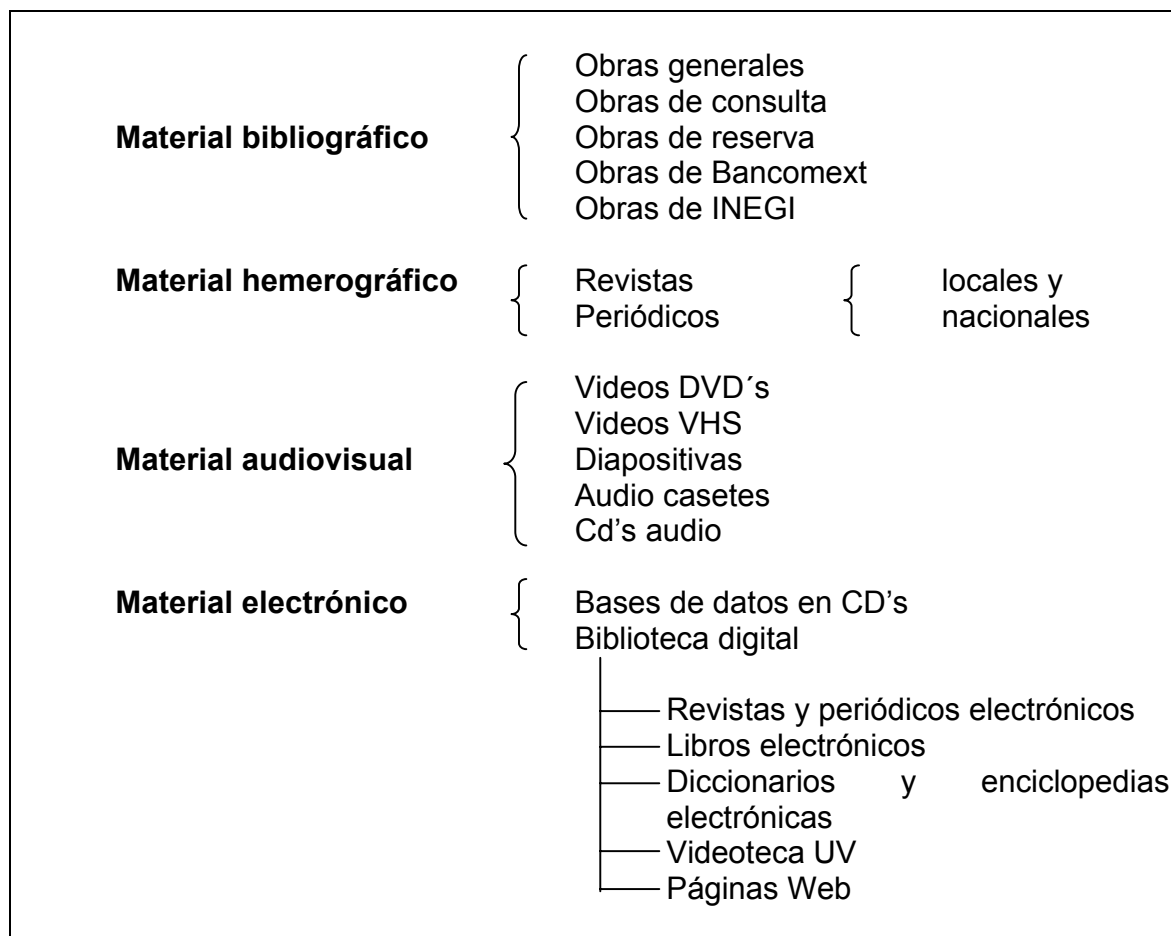 Material bibliográfico
Obras generales
Obras de consulta
Obras de reserva
Obras de Bancomext
Obras de INEGI
Material hemerográfico
Revistas
Periódicos
locales y
nacionales
Material audiovisual
Videos DVD´s
Videos VHS
Diapositivas
Audio casetes
Cd’s audio
Material electrónico
Bases de datos en CD’s
Biblioteca digital
Revistas y periódicos electrónicos
Libros electrónicos
Diccionarios y enciclopedias
electrónicas
Videoteca UV
Páginas Web